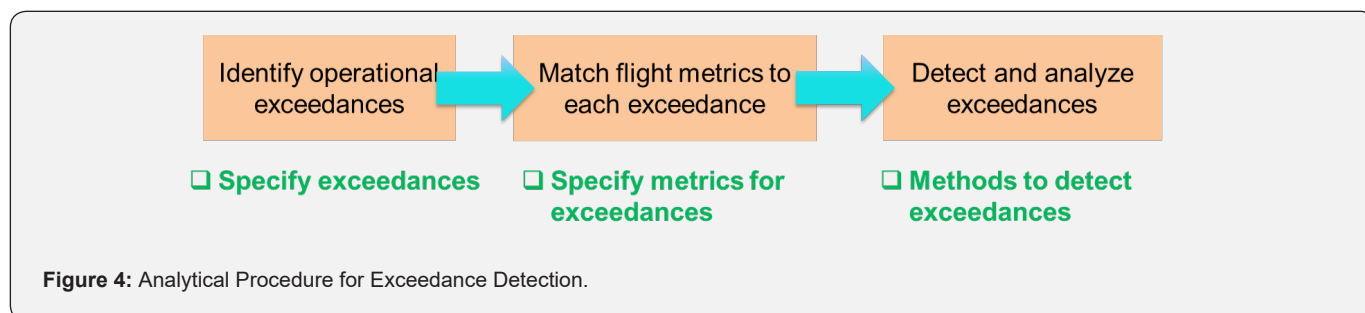 Identify operational
exceedances
Match flight metrics to
each exceedance
Detect and analyze
exceedances
❑ Specify exceedances
❑ Specify metrics for
exceedances
❑ Methods to detect
exceedances
Figure 4: Analytical Procedure for Exceedance Detection.